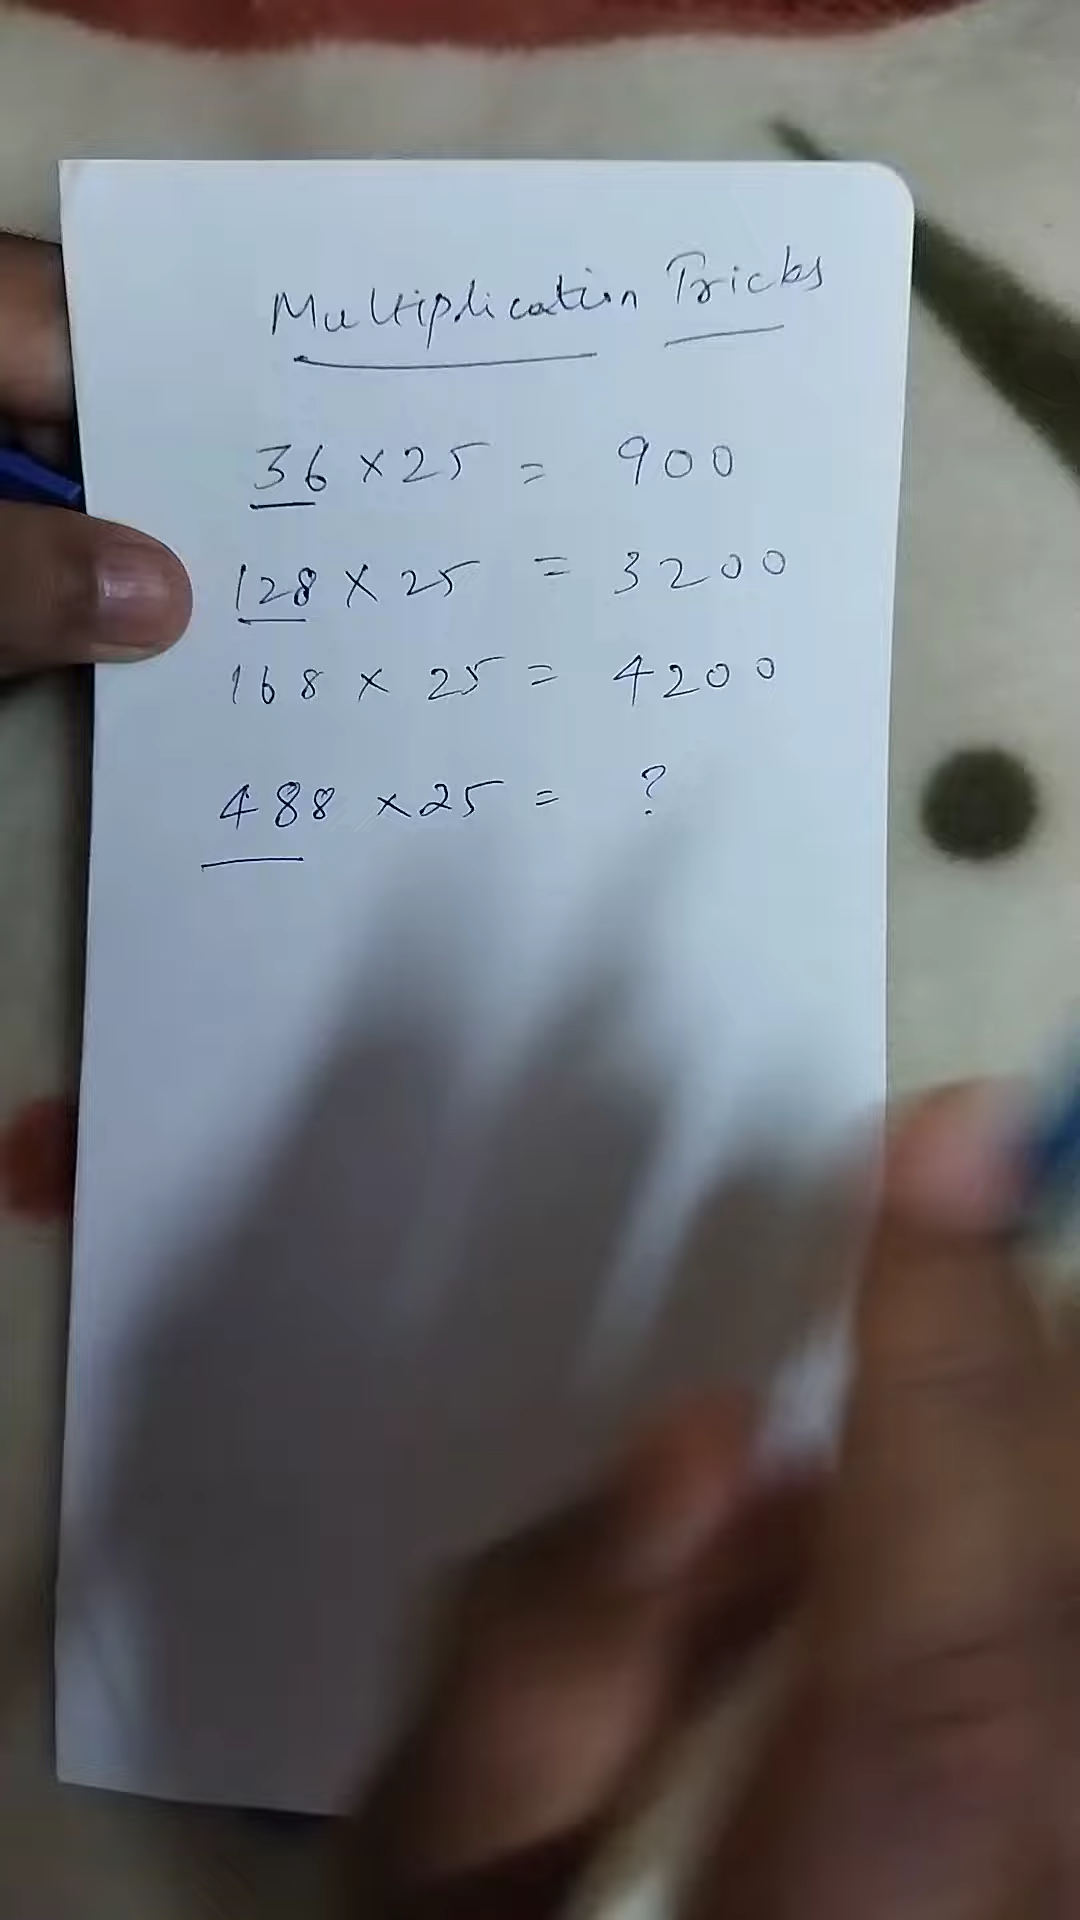 Multiplication Tricks
36 × 25 = 900
128 × 25 = 3200
168 × 25 = 4200
488 × 25 = ?